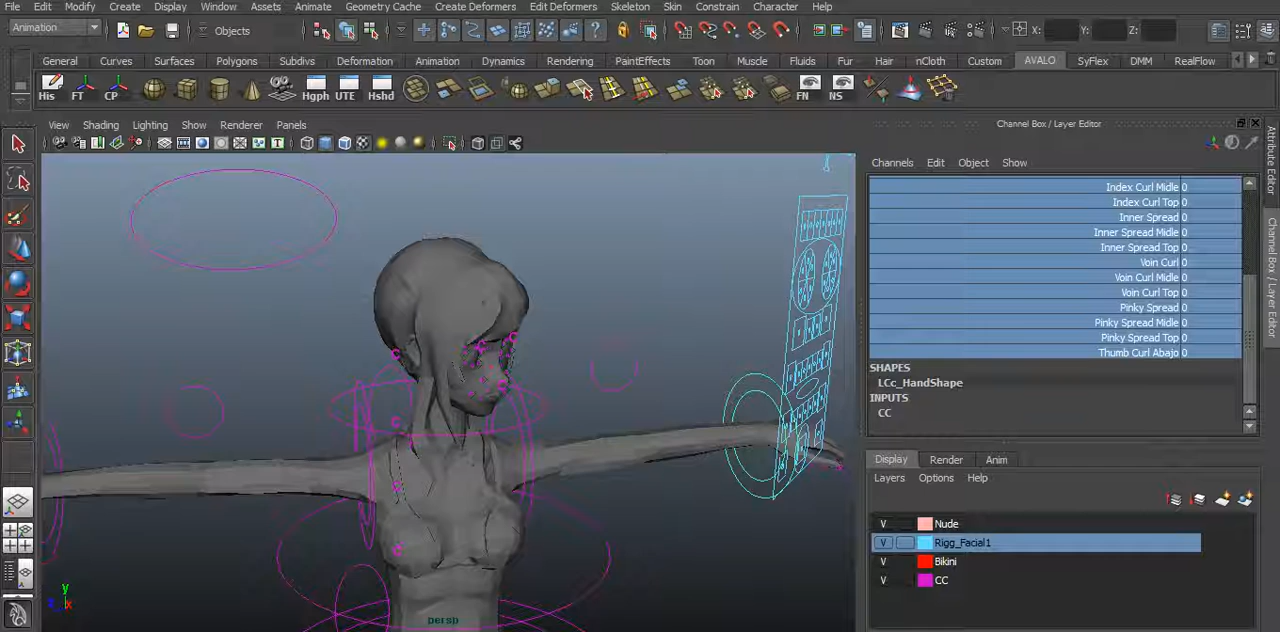 File Edit Modify Create Display Window Assets Animate Geometry Cache Create Deformers Edit Deformers Skeleton Skin Constrain Character Help
Animation Objects X: Y: Z:
General Curves Surfaces Polygons Subdivs Deformation Animation Dynamics Rendering PaintEffects Toon Muscle Fluids Fur Hair nCloth Custom AVALO SyFlex DMM RealFlow
His FT CP Hgph UTE Hshd FN NS
View Shading Lighting Show Renderer Panels
Channel Box / Layer Editor
Channels Edit Object Show
Index Curl Midle 0
Index Curl Top 0
Inner Spread 0
Inner Spread Midle 0
Inner Spread Top 0
Voin Curl 0
Voin Curl Midle 0
Voin Curl Top 0
Pinky Spread 0
Pinky Spread Midle 0
Pinky Spread Top 0
Thumb Curl Abajo 0
SHAPES
LCc_HandShape
INPUTS
CC
Display Render Anim
Layers Options Help
V Nude
V Rigg_Facial1
V Bikini
V CC
Attribute Editor
Channel Box / Layer Editor
y
z x
persp